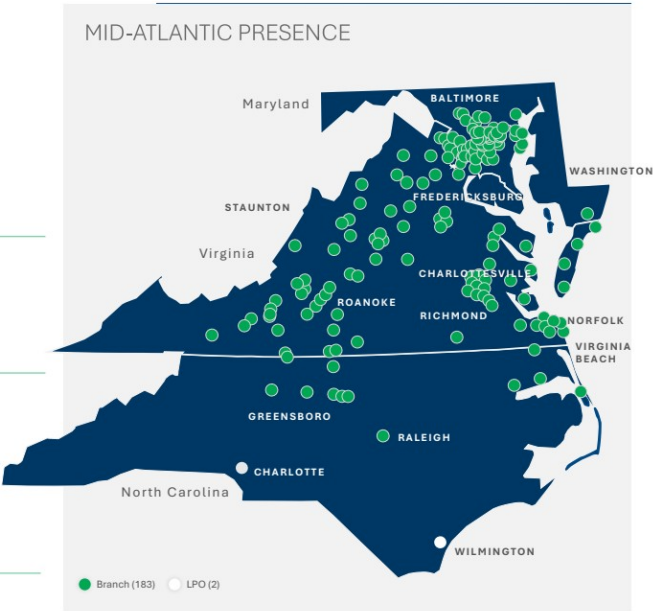 MID-ATLANTIC PRESENCE
BALTIMORE
Maryland
WASHINGTON
FREDERICKSBURG
STAUNTON
Virginia
CHARLOTTESVILLE
ROANOKE
RICHMOND
NORFOLK
VIRGINIA
BEACH
GREENSBORO
RALEIGH
CHARLOTTE
North Carolina
WILMINGTON
Branch (183) LPO (2)